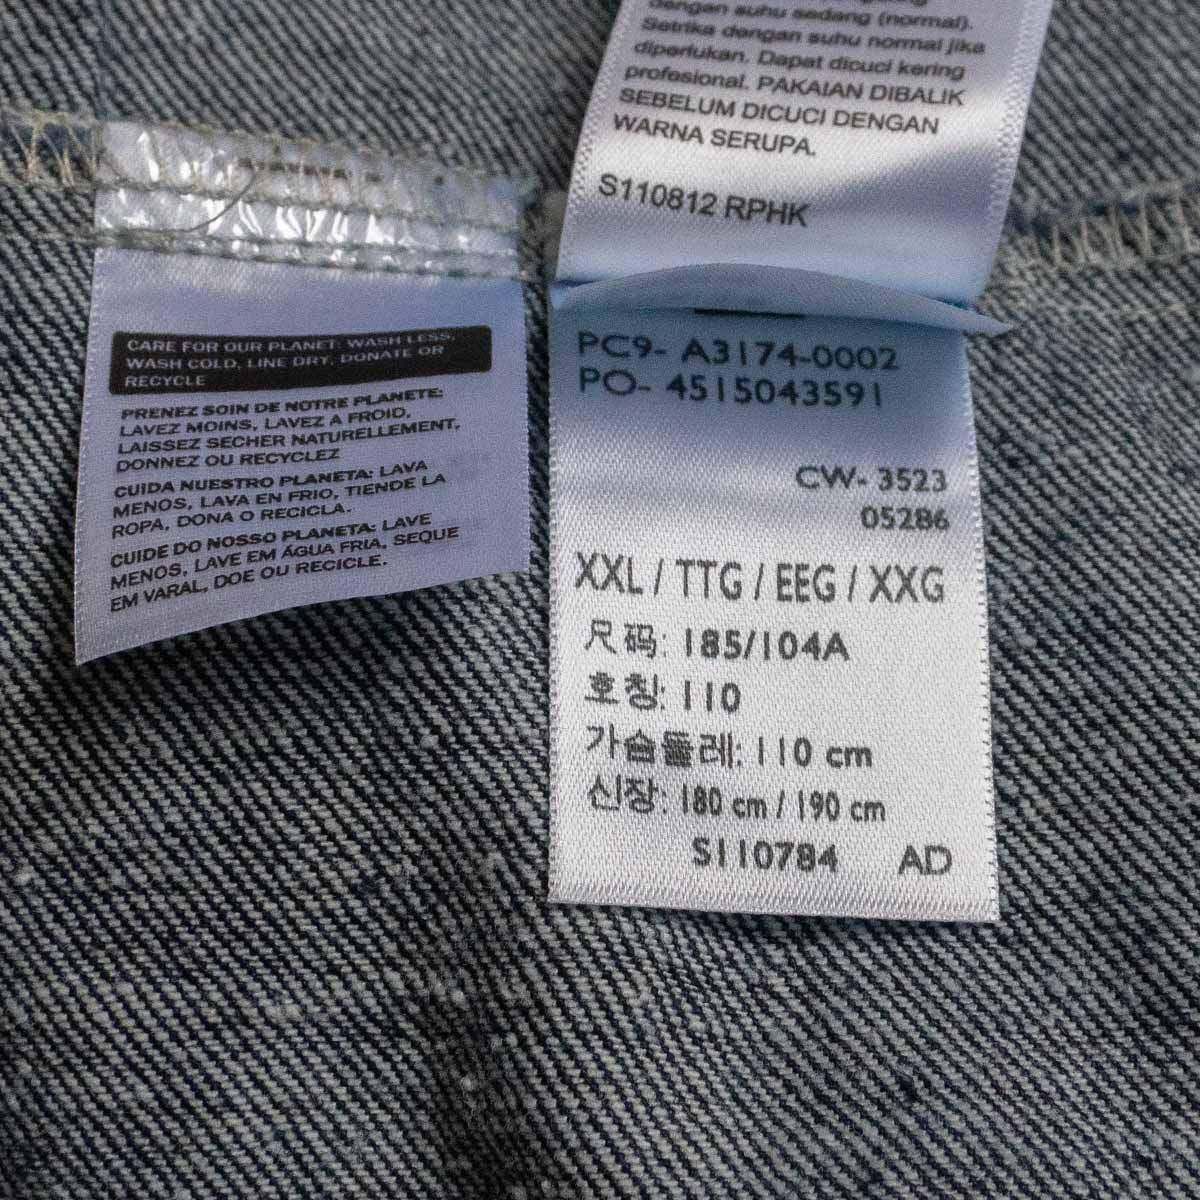 CARE FOR OUR PLANET: WASH LESS,
WASH COLD, LINE DRY, DONATE OR
RECYCLE
PRENEZ SOIN DE NOTRE PLANETE:
LAVEZ MOINS, LAVEZ A FROID,
LAISSEZ SECHER NATURELLEMENT,
DONNEZ OU RECYCLEZ
CUIDA NUESTRO PLANETA: LAVA
MENOS, LAVA EN FRIO, TIENDE LA
ROPA, DONA O RECICLA.
CUIDE DO NOSSO PLANETA: LAVE
MENOS, LAVE EM ÁGUA FRIA, SEQUE
EM VARAL, DOE OU RECICLE.
dengan suhu sedang (normal).
Setrika dengan suhu normal jika
diperlukan. Dapat dicuci kering
profesional. PAKAIAN DIBALIK
SEBELUM DICUCI DENGAN
WARNA SERUPA.
S110812 RPHK
PC9- A3174-0002
PO- 4515043591
CW- 3523
05286
XXL / TTG / EEG / XXG
尺码: 185/104A
호칭: 110
가슴둘레: 110 cm
신장: 180 cm / 190 cm
S110784 AD